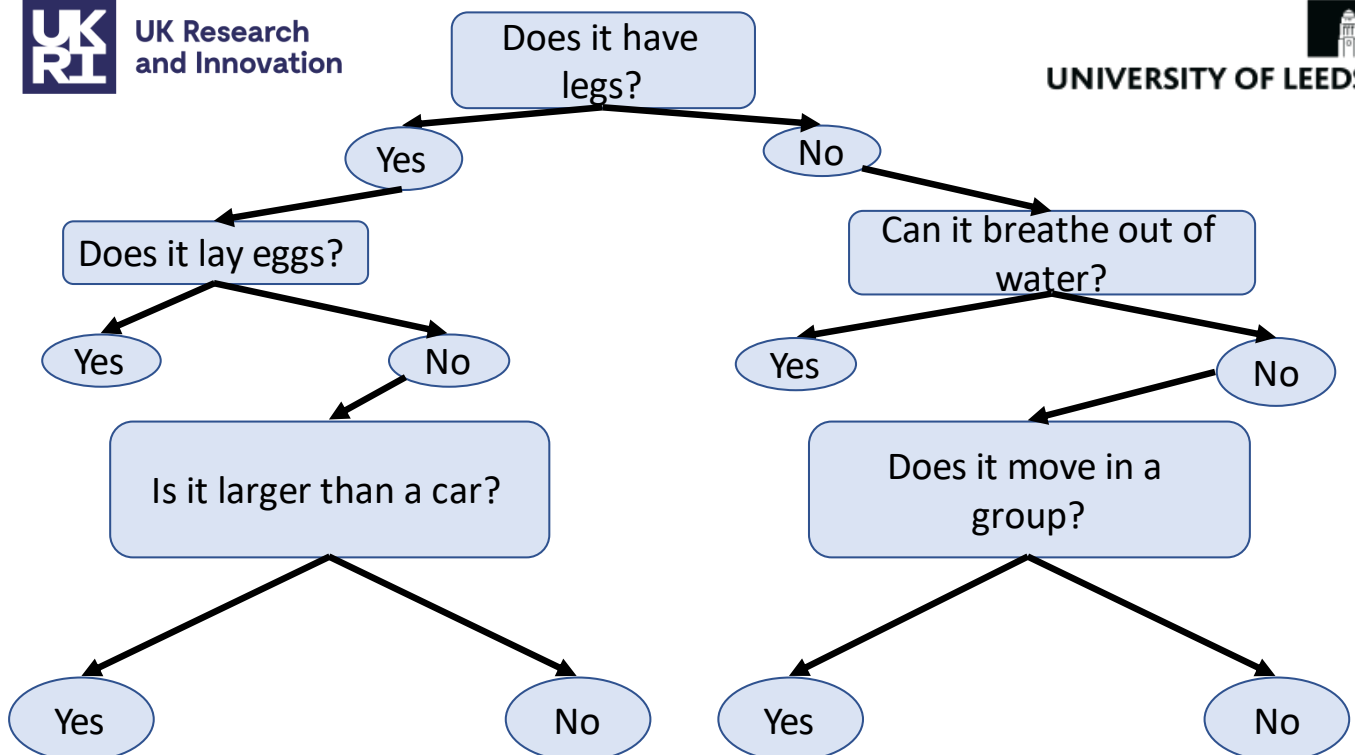 UK
RI
UK Research
and Innovation
Does it have
legs?
UNIVERSITY OF LEEDS
Yes
No
Does it lay eggs?
Can it breathe out of
water?
Yes
No
Yes
No
Is it larger than a car?
Does it move in a
group?
Yes
No
Yes
No